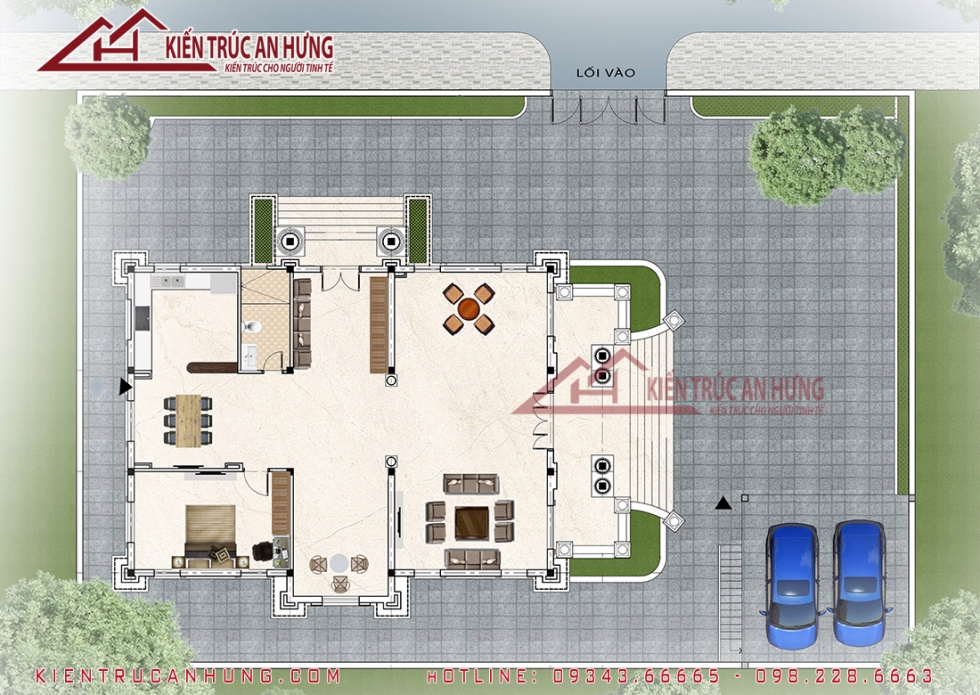 KIẾN TRÚC AN HƯNG
KIẾN TRÚC CHO NGƯỜI TINH TẾ
LỐI VÀO
KIẾN TRÚC AN HƯNG
KIẾN TRÚC CHO NGƯỜI TINH TẾ
KIENTRUCANHUNG.COM HOTLINE: 09343.66665 - 098.228.6663